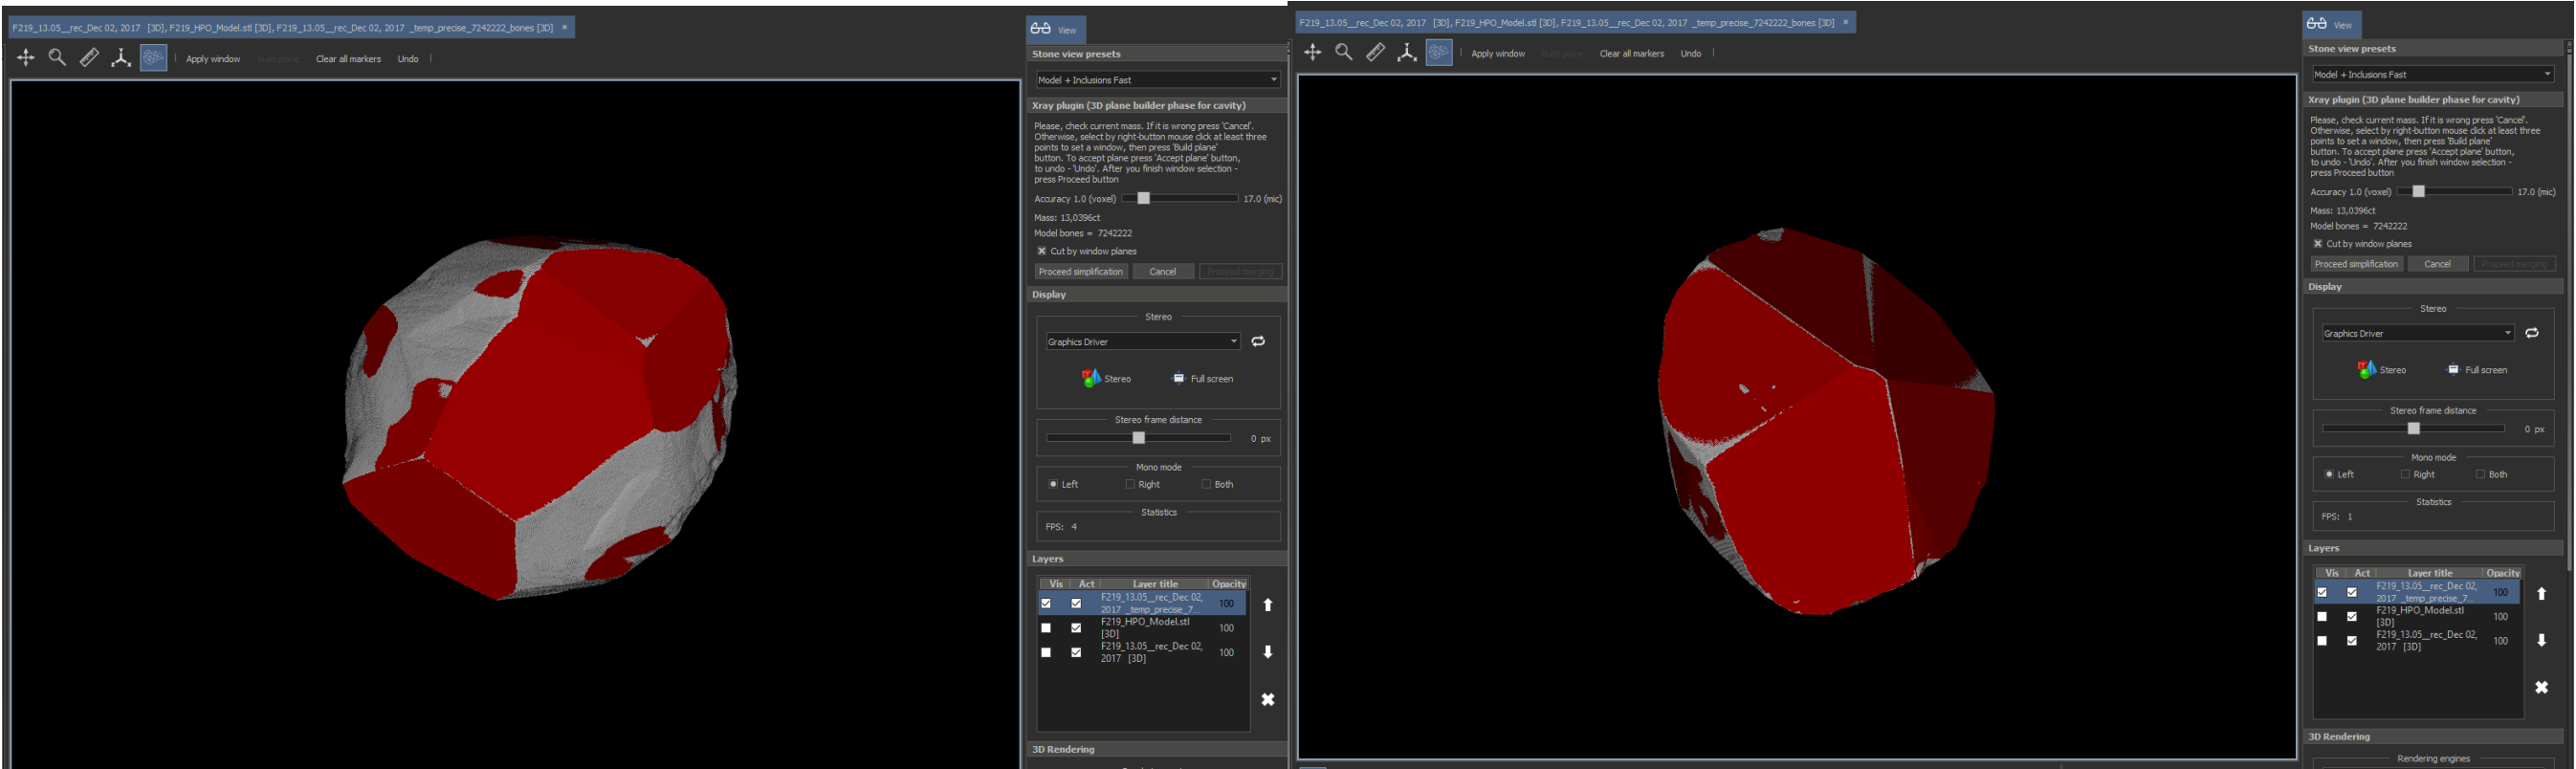 F219_13.05__rec_Dec 02, 2017 [3D], F219_HPO_Model.stl [3D], F219_13.05__rec_Dec 02, 2017 _temp_precise_7242222_bones [3D] ×
Apply window Build plane Clear all markers Undo
View
Stone view presets
Model + Inclusions Fast
Xray plugin (3D plane builder phase for cavity)
Please, check current mass. If it is wrong press 'Cancel'.
Otherwise, select by right-button mouse click at least three
points to set a window, then press 'Build plane'
button. To accept plane press 'Accept plane' button,
to undo - 'Undo'. After you finish window selection -
press Proceed button
Accuracy 1.0 (voxel) 17.0 (mic)
Mass: 13,0396ct
Model bones = 7242222
Cut by window planes
Proceed simplification Cancel Proceed merging
Display
Stereo
Graphics Driver
Stereo Full screen
Stereo frame distance
0 px
Mono mode
Left Right Both
Statistics
FPS: 4
Layers
Vis Act Layer title Opacity
F219_13.05__rec_Dec 02,
2017 _temp_precise_7... 100
F219_HPO_Model.stl
[3D] 100
F219_13.05__rec_Dec 02,
2017 [3D] 100
3D Rendering
F219_13.05__rec_Dec 02, 2017 [3D], F219_HPO_Model.stl [3D], F219_13.05__rec_Dec 02, 2017 _temp_precise_7242222_bones [3D] ×
Apply window Build plane Clear all markers Undo
View
Stone view presets
Model + Inclusions Fast
Xray plugin (3D plane builder phase for cavity)
Please, check current mass. If it is wrong press 'Cancel'.
Otherwise, select by right-button mouse click at least three
points to set a window, then press 'Build plane'
button. To accept plane press 'Accept plane' button,
to undo - 'Undo'. After you finish window selection -
press Proceed button
Accuracy 1.0 (voxel) 17.0 (mic)
Mass: 13,0396ct
Model bones = 7242222
Cut by window planes
Proceed simplification Cancel Proceed merging
Display
Stereo
Graphics Driver
Stereo Full screen
Stereo frame distance
0 px
Mono mode
Left Right Both
Statistics
FPS: 1
Layers
Vis Act Layer title Opacity
F219_13.05__rec_Dec 02,
2017 _temp_precise_7... 100
F219_HPO_Model.stl
[3D] 100
F219_13.05__rec_Dec 02,
2017 [3D] 100
3D Rendering
Rendering engines